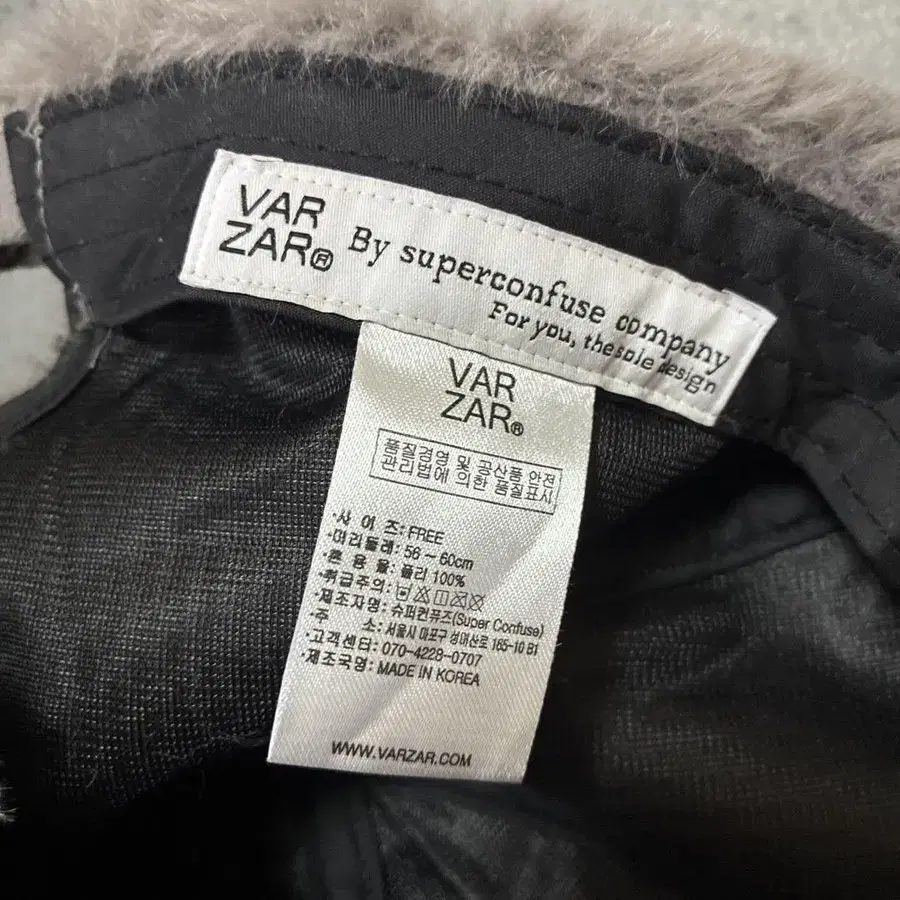 VAR
ZAR®
By superconfuse company
For you, thesole design
VAR
ZAR®
품질경영 및 공산품 안전
관리법에 의한 품질표시
·사 이 즈: FREE
·머리둘레: 56 ~ 60cm
·혼 용 율: 폴리 100%
·취급주의:
·제조자명: 슈퍼컨퓨즈(Super Confuse)
·주 소: 서울시 마포구 성미산로 165-10 B1
·고객센터: 070-4228-0707
·제조국명: MADE IN KOREA
WWW.VARZAR.COM